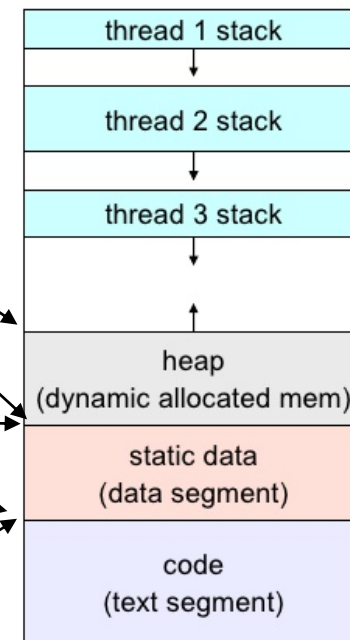 thread 1 stack
thread 2 stack
thread 3 stack
heap
(dynamic allocated mem)
static data
(data segment)
code
(text segment)